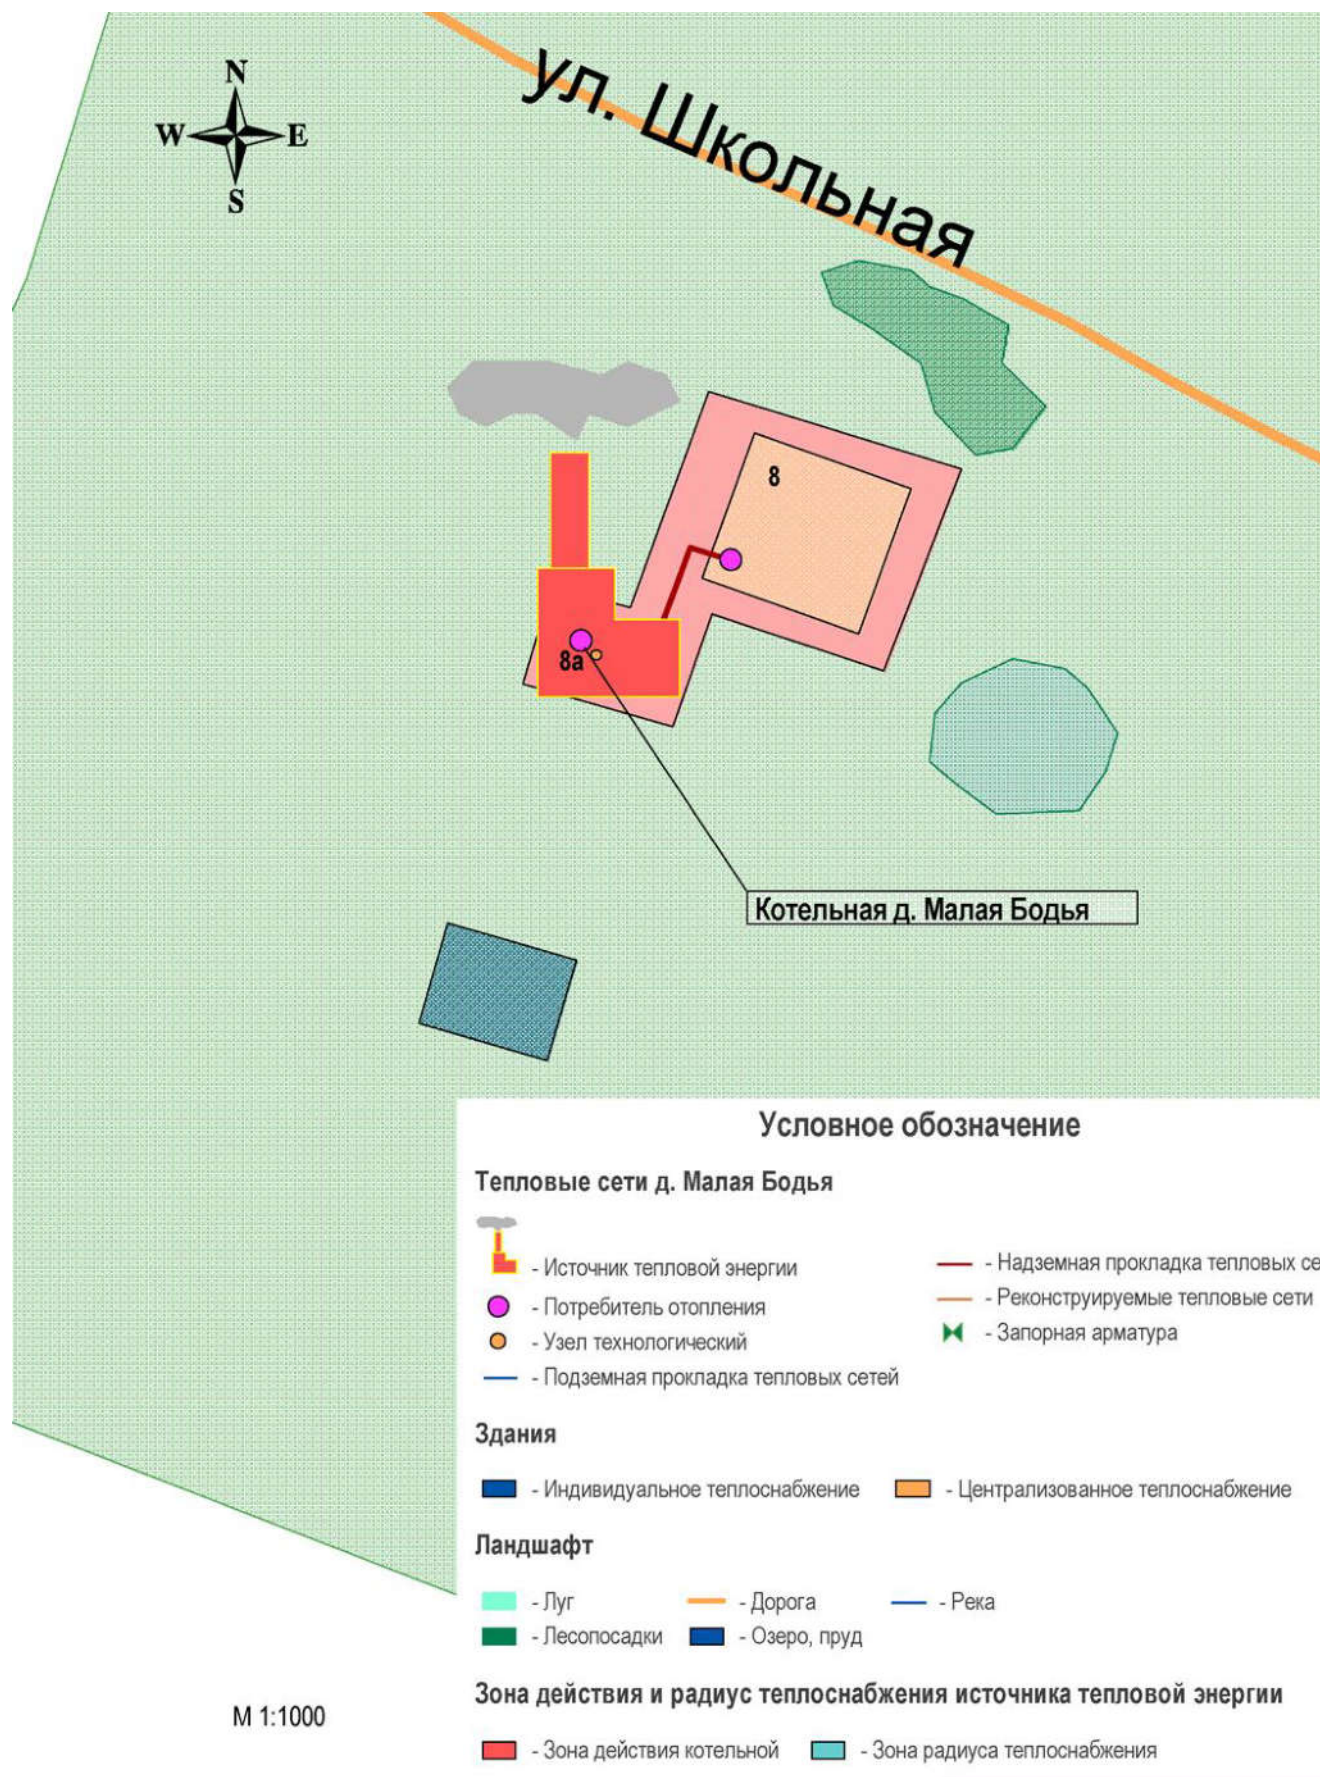 N
W E
S
ул. Школьная
8
8а
Котельная д. Малая Бодья
Условное обозначение
Тепловые сети д. Малая Бодья
- Источник тепловой энергии
- Надземная прокладка тепловых се
- Потребитель отопления
- Реконструируемые тепловые сети
- Узел технологический
- Запорная арматура
- Подземная прокладка тепловых сетей
Здания
- Индивидуальное теплоснабжение - Централизованное теплоснабжение
Ландшафт
- Луг - Дорога - Река
- Лесопосадки - Озеро, пруд
Зона действия и радиус теплоснабжения источника тепловой энергии
М 1:1000
- Зона действия котельной - Зона радиуса теплоснабжения